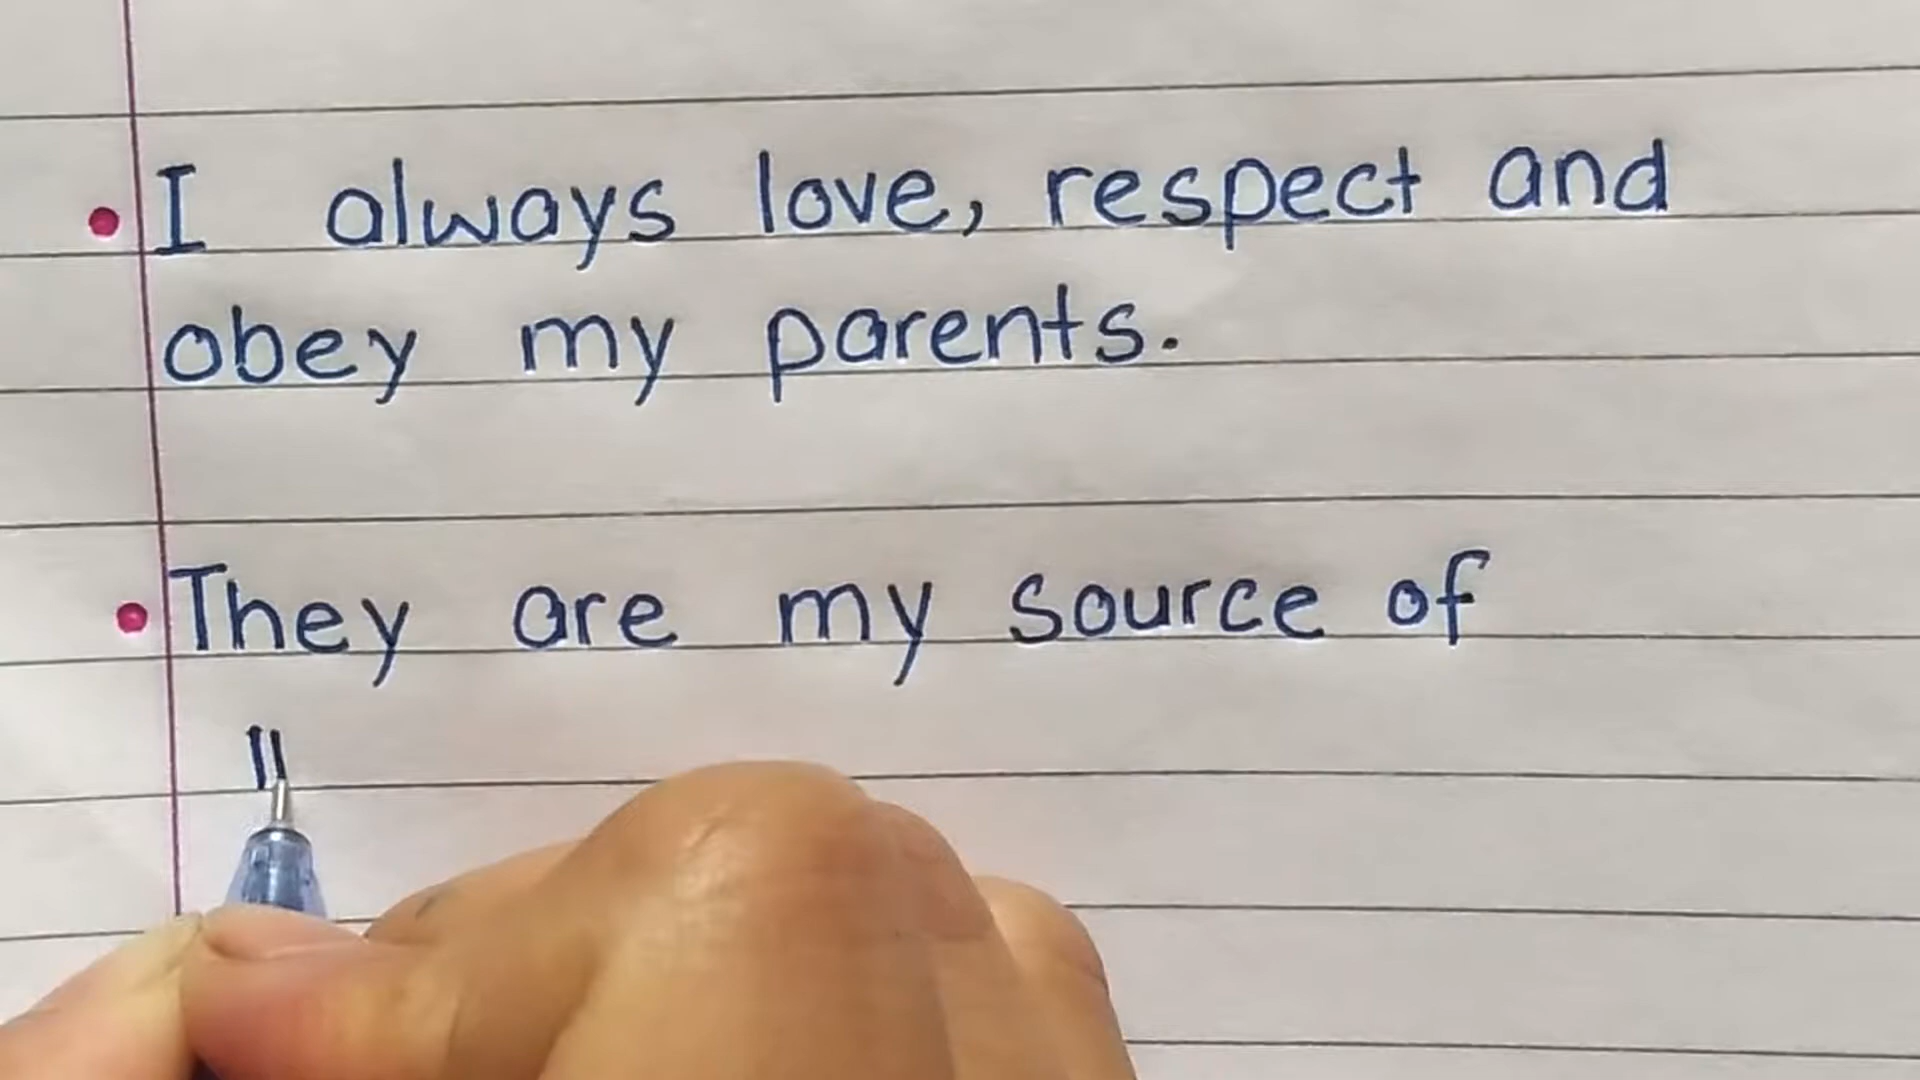 • I always love, respect and
obey my parents.
• They are my source of